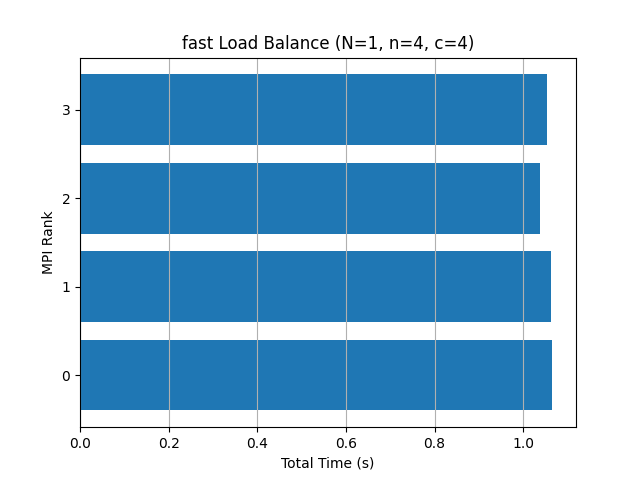 fast Load Balance (N=1, n=4, c=4)
3
2
1
0
MPI Rank
0.0 0.2 0.4 0.6 0.8 1.0
Total Time (s)